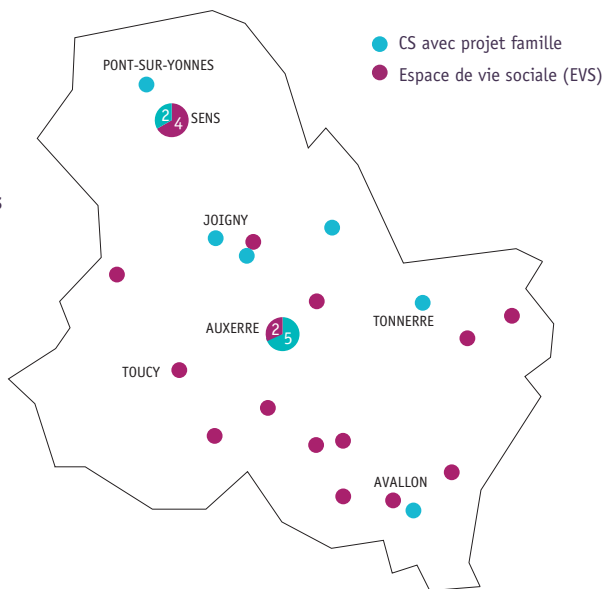 CS avec projet famille
PONT-SUR-YONNES
Espace de vie sociale (EVS)
2
4
SENS
s
JOIGNY
AUXERRE
2
5
TONNERRE
TOUCY
AVALLON